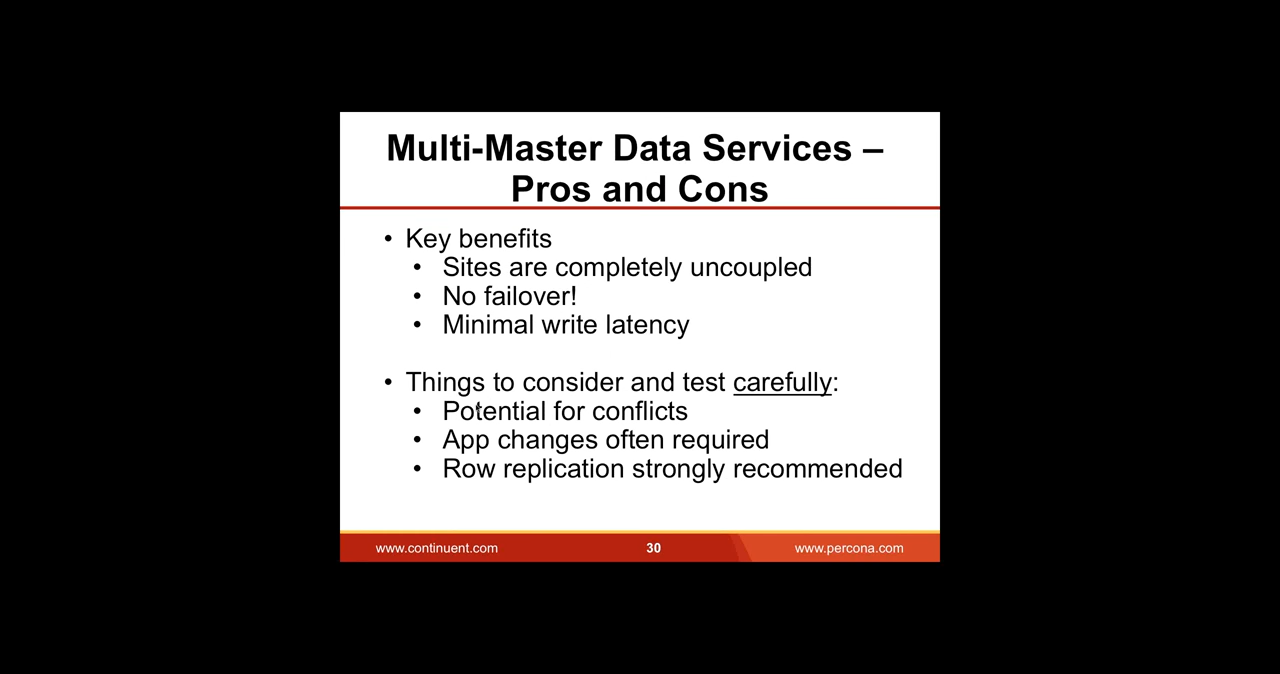 Multi-Master Data Services –
Pros and Cons
• Key benefits
• Sites are completely uncoupled
• No failover!
• Minimal write latency
• Things to consider and test carefully:
• Potential for conflicts
• App changes often required
• Row replication strongly recommended
www.continuent.com 30 www.percona.com